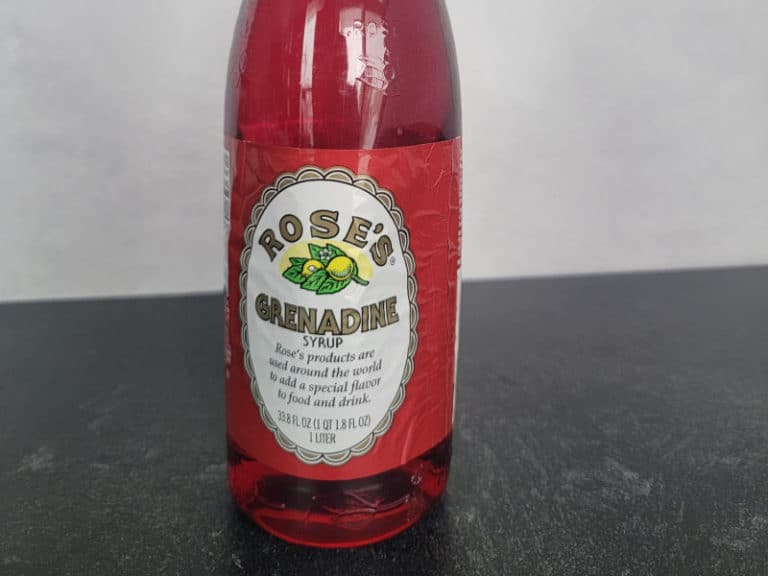 ROSE'S
ROSE'S
GRENADINE
SYRUP
Rose's products are
used around the world
to add a special flavor
to food and drink.
33.8 FL OZ (1 QT 1.8 FL OZ)
1 LITER